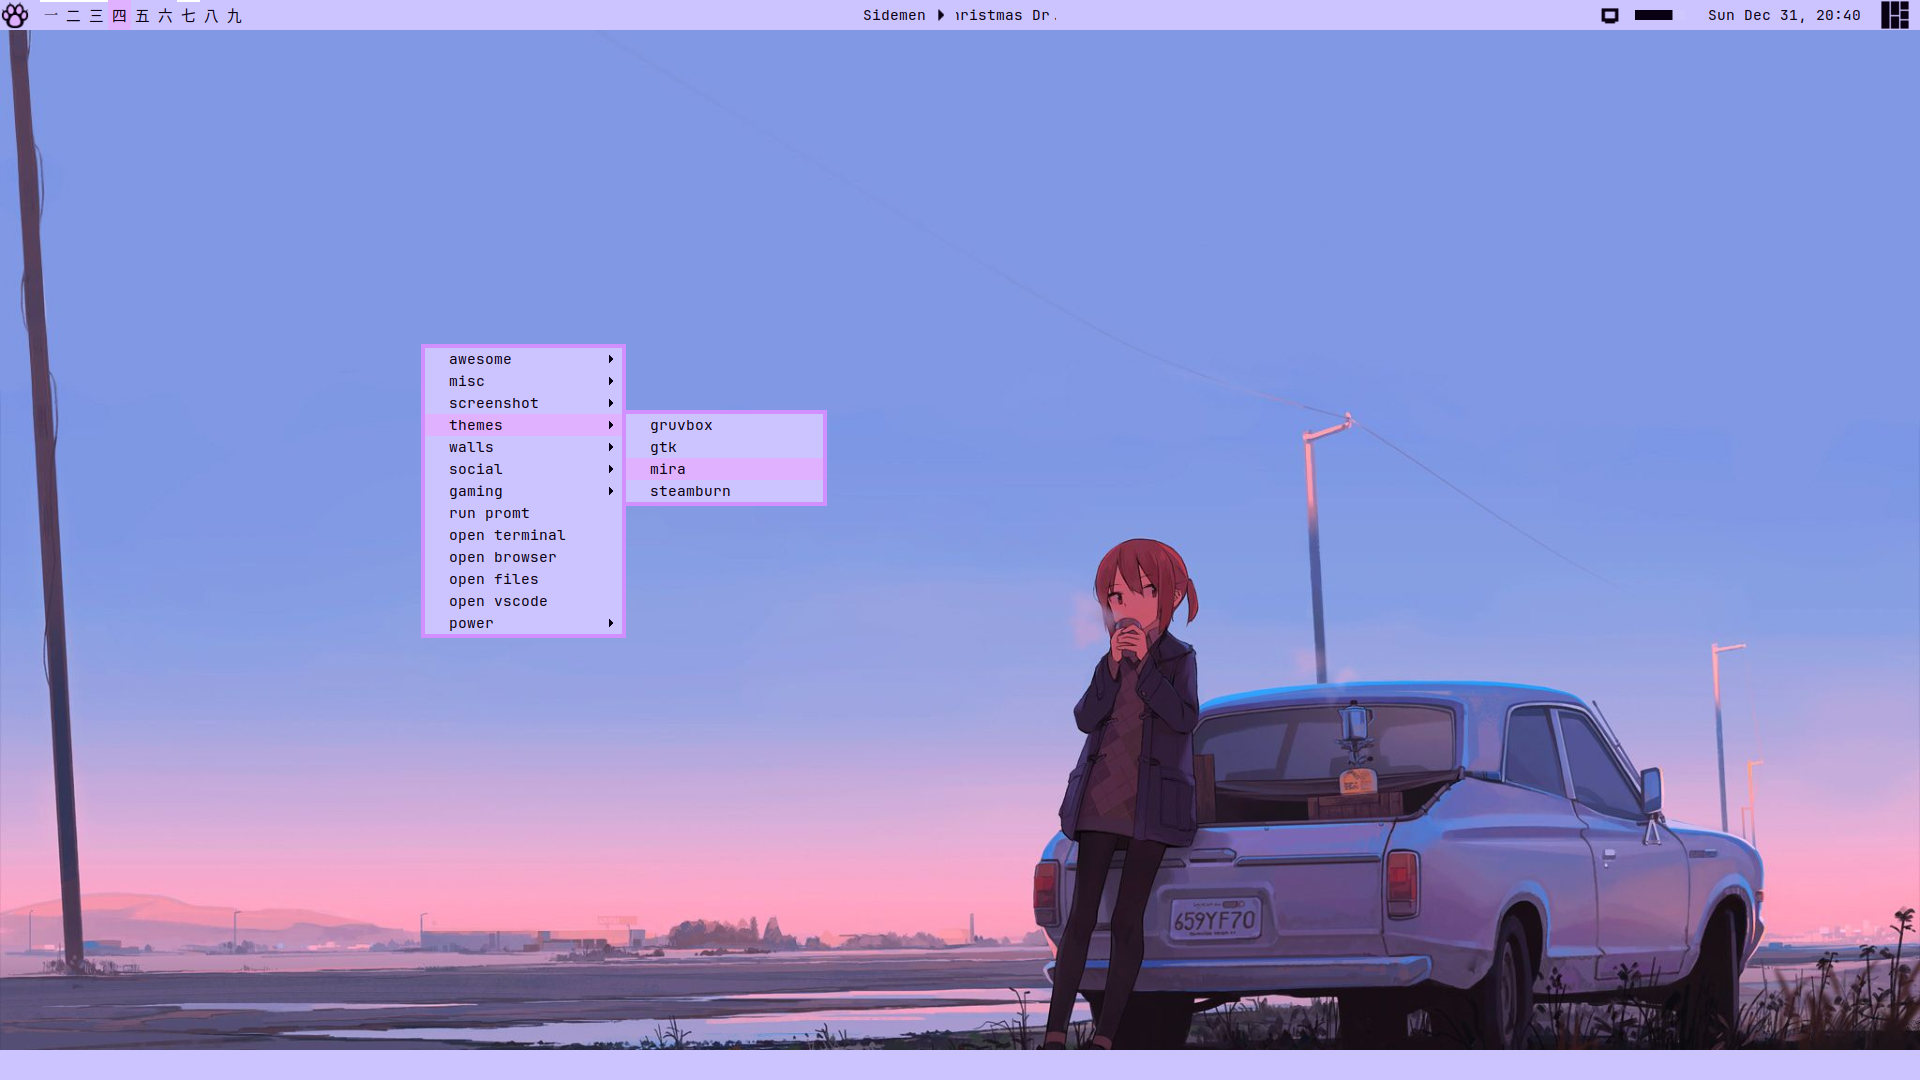 一 二 三 四 五 六 七 八 九
Sidemen
hristmas Dr
Sun Dec 31, 20:40
awesome
misc
screenshot
themes
walls
social
gaming
run promt
open terminal
open browser
open files
open vscode
power
gruvbox
gtk
mira
steamburn
659YF70